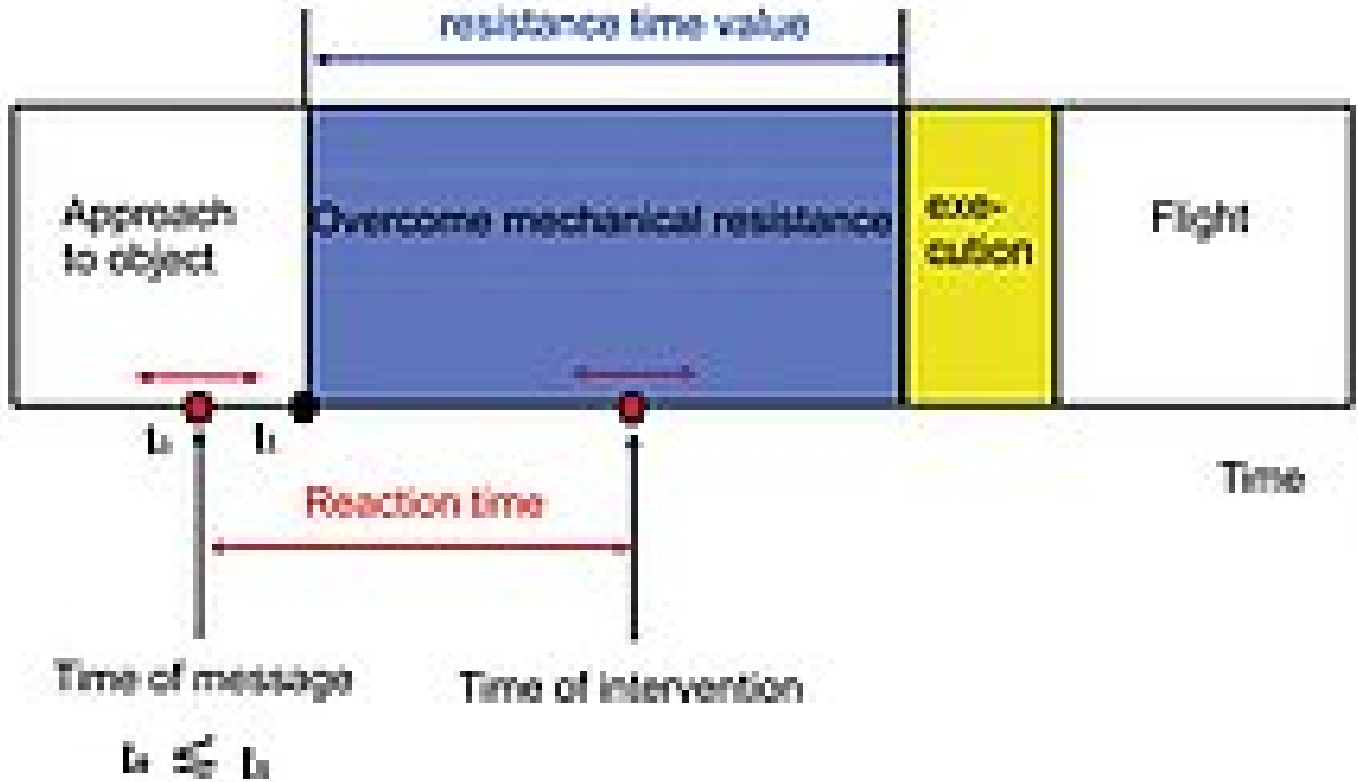 resistance time value
Approach
to object
Overcome mechanical resistance
exe-
cution
Flight
Time
Reaction time
Time of message
Time of intervention